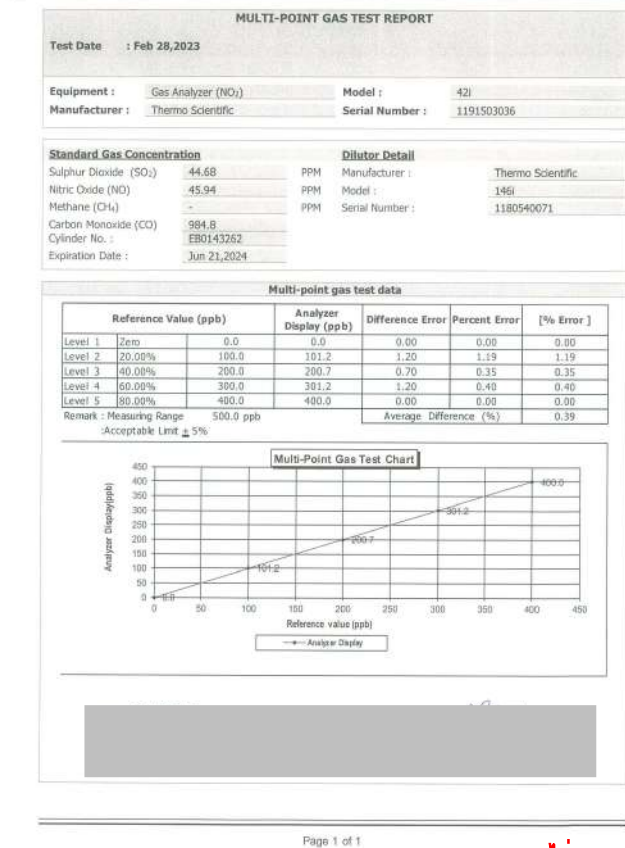 MULTI-POINT GAS TEST REPORT
Test Date : Feb 28,2023
Equipment : Gas Analyzer (NO₂) Model : 42i
Manufacturer : Thermo Scientific Serial Number : 1191503036
Standard Gas Concentration Dilutor Detail
Sulphur Dioxide (SO₂) 44.68 PPM Manufacturer : Thermo Scientific
Nitric Oxide (NO) 45.94 PPM Model : 146i
Methane (CH₄) - PPM Serial Number : 1180540071
Carbon Monoxide (CO) 984.8
Cylinder No. : EB0143262
Expiration Date : Jun 21,2024
Multi-point gas test data
Reference Value (ppb) Analyzer Display (ppb) Difference Error Percent Error [% Error ]
Level 1 Zero 0.0 0.0 0.00 0.00 0.00
Level 2 20.00% 100.0 101.2 1.20 1.19 1.19
Level 3 40.00% 200.0 200.7 0.70 0.35 0.35
Level 4 60.00% 300.0 301.2 1.20 0.40 0.40
Level 5 80.00% 400.0 400.0 0.00 0.00 0.00
Remark : Measuring Range 500.0 ppb Average Difference (%) 0.39
:Acceptable Limit ± 5%
Multi-Point Gas Test Chart
Analyzer Display(ppb)
450
400 400.0
350
300 301.2
250
200 200.7
150
100 101.2
50
0 0.0
0 50 100 150 200 250 300 350 400 450
Reference value (ppb)
Analyzer Display
Page 1 of 1